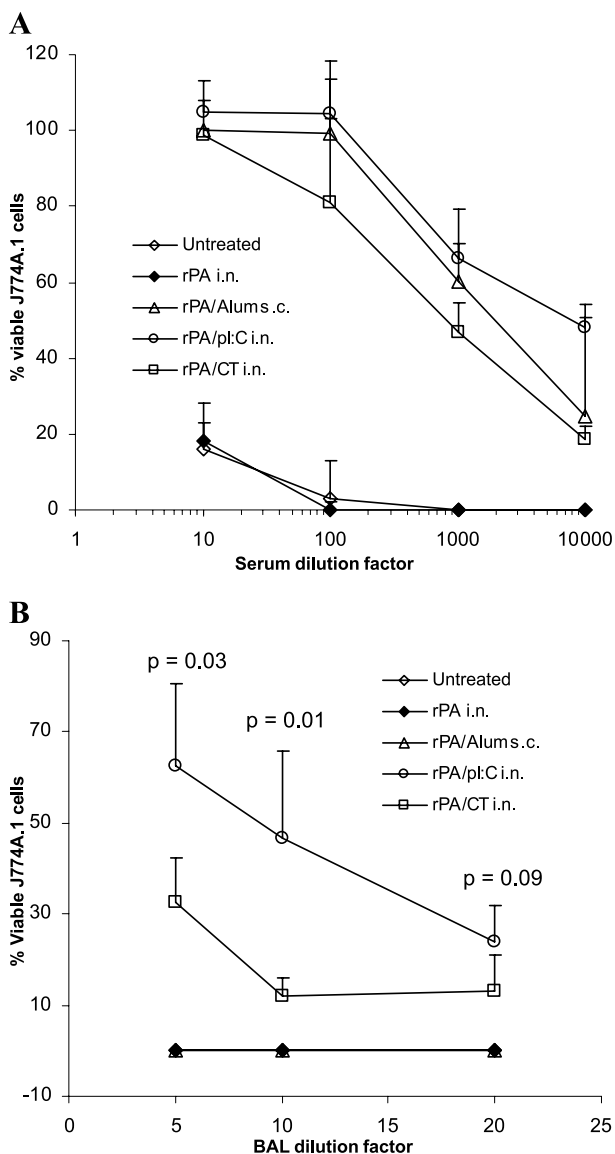 A
120
100
80
60
40
20
0
% viable J774A.1 cells
Untreated
rPA i.n.
rPA/Alum s.c.
rPA/pI:C i.n.
rPA/CT i.n.
1 10 100 1000 10000
Serum dilution factor
B
90
70
50
30
10
-10
% Viable J774A.1 cells
p = 0.03
p = 0.01
p = 0.09
Untreated
rPA i.n.
rPA/Alum s.c.
rPA/pI:C i.n.
rPA/CT i.n.
0 5 10 15 20 25
BAL dilution factor